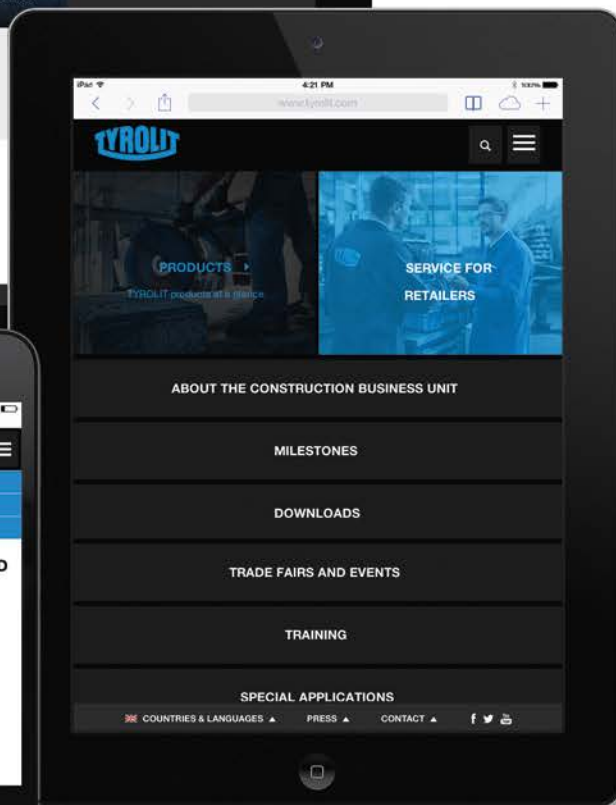 iPad
4:21 PM
100%
www.tyrolit.com
TYROLIT
PRODUCTS
TYROLIT products at a glance
SERVICE FOR
RETAILERS
ABOUT THE CONSTRUCTION BUSINESS UNIT
MILESTONES
DOWNLOADS
TRADE FAIRS AND EVENTS
TRAINING
SPECIAL APPLICATIONS
COUNTRIES & LANGUAGES ▲ PRESS ▲ CONTACT ▲
D